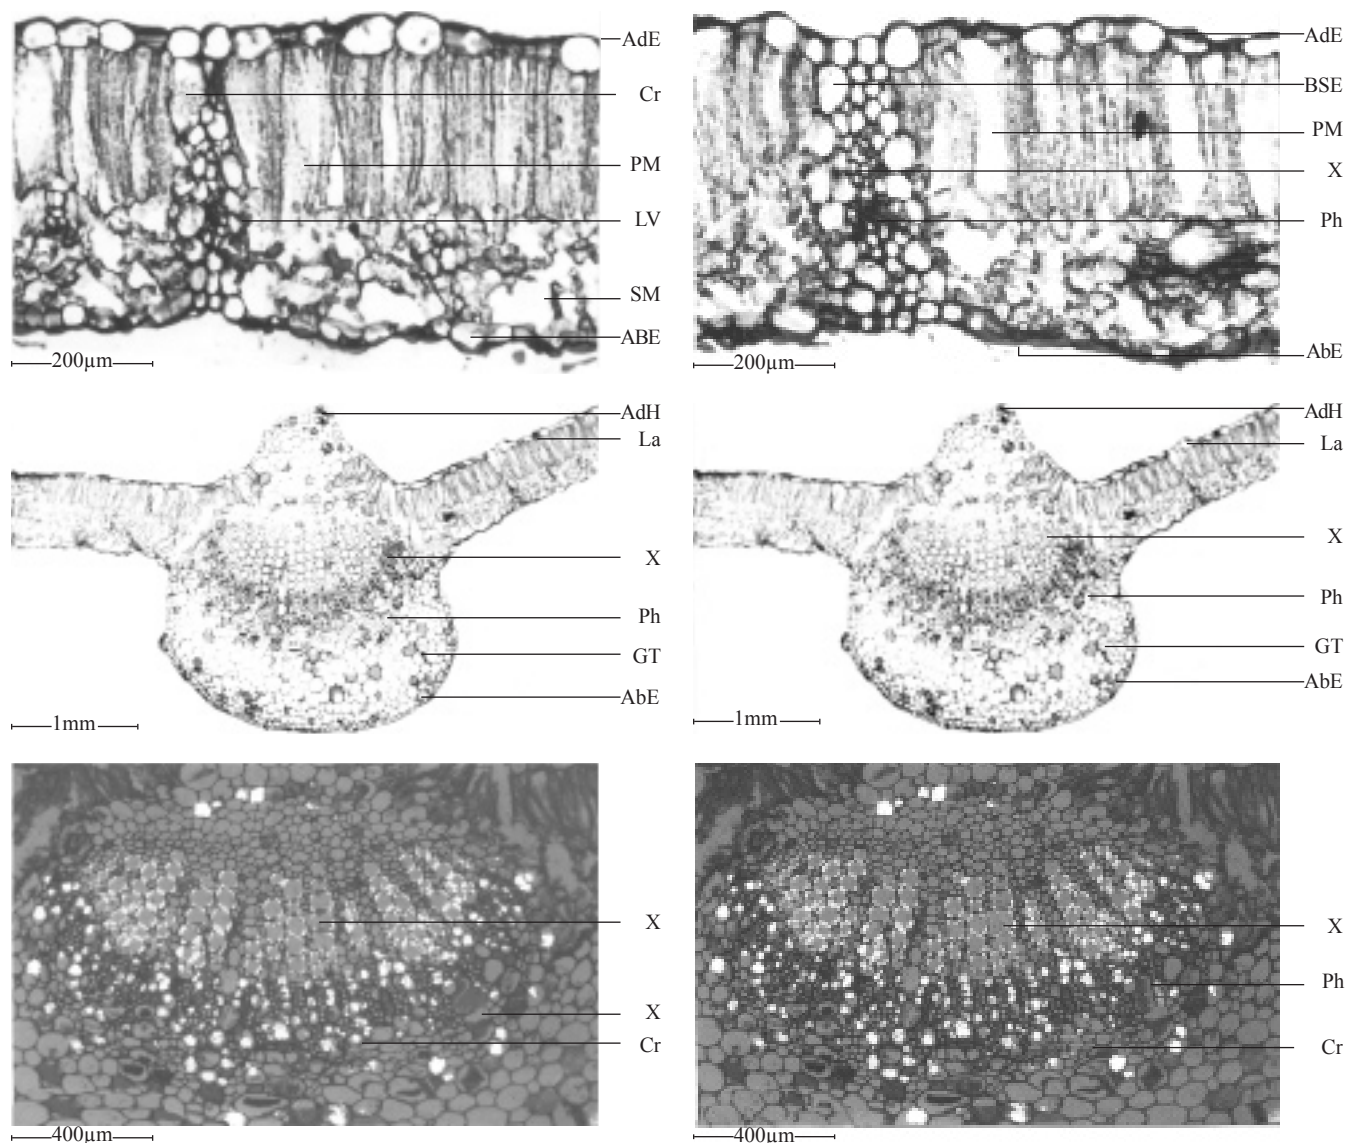 AdE
Cr
PM
LV
SM
ABE
200µm
AdE
BSE
PM
X
Ph
AbE
200µm
AdH
La
X
Ph
GT
AbE
1mm
AdH
La
X
Ph
GT
AbE
1mm
X
X
Cr
400µm
X
Ph
Cr
400µm